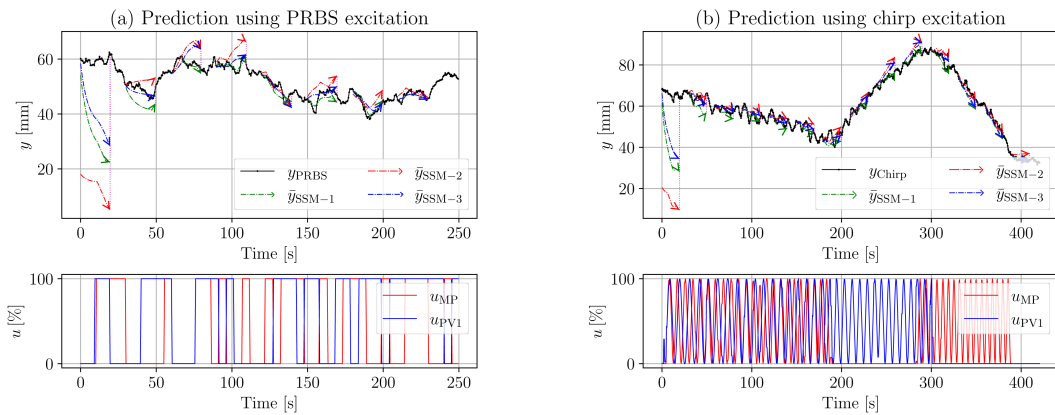 (a) Prediction using PRBS excitation
60
40
20
y [mm]
y_PRBS
ȳ_SSM−1
ȳ_SSM−2
ȳ_SSM−3
0 50 100 150 200 250
Time [s]
100
0
u [%]
u_MP
u_PV1
0 50 100 150 200 250
Time [s]
(b) Prediction using chirp excitation
80
60
40
20
y [mm]
y_Chirp
ȳ_SSM−1
ȳ_SSM−2
ȳ_SSM−3
0 100 200 300 400
Time [s]
100
0
u [%]
u_MP
u_PV1
0 100 200 300 400
Time [s]